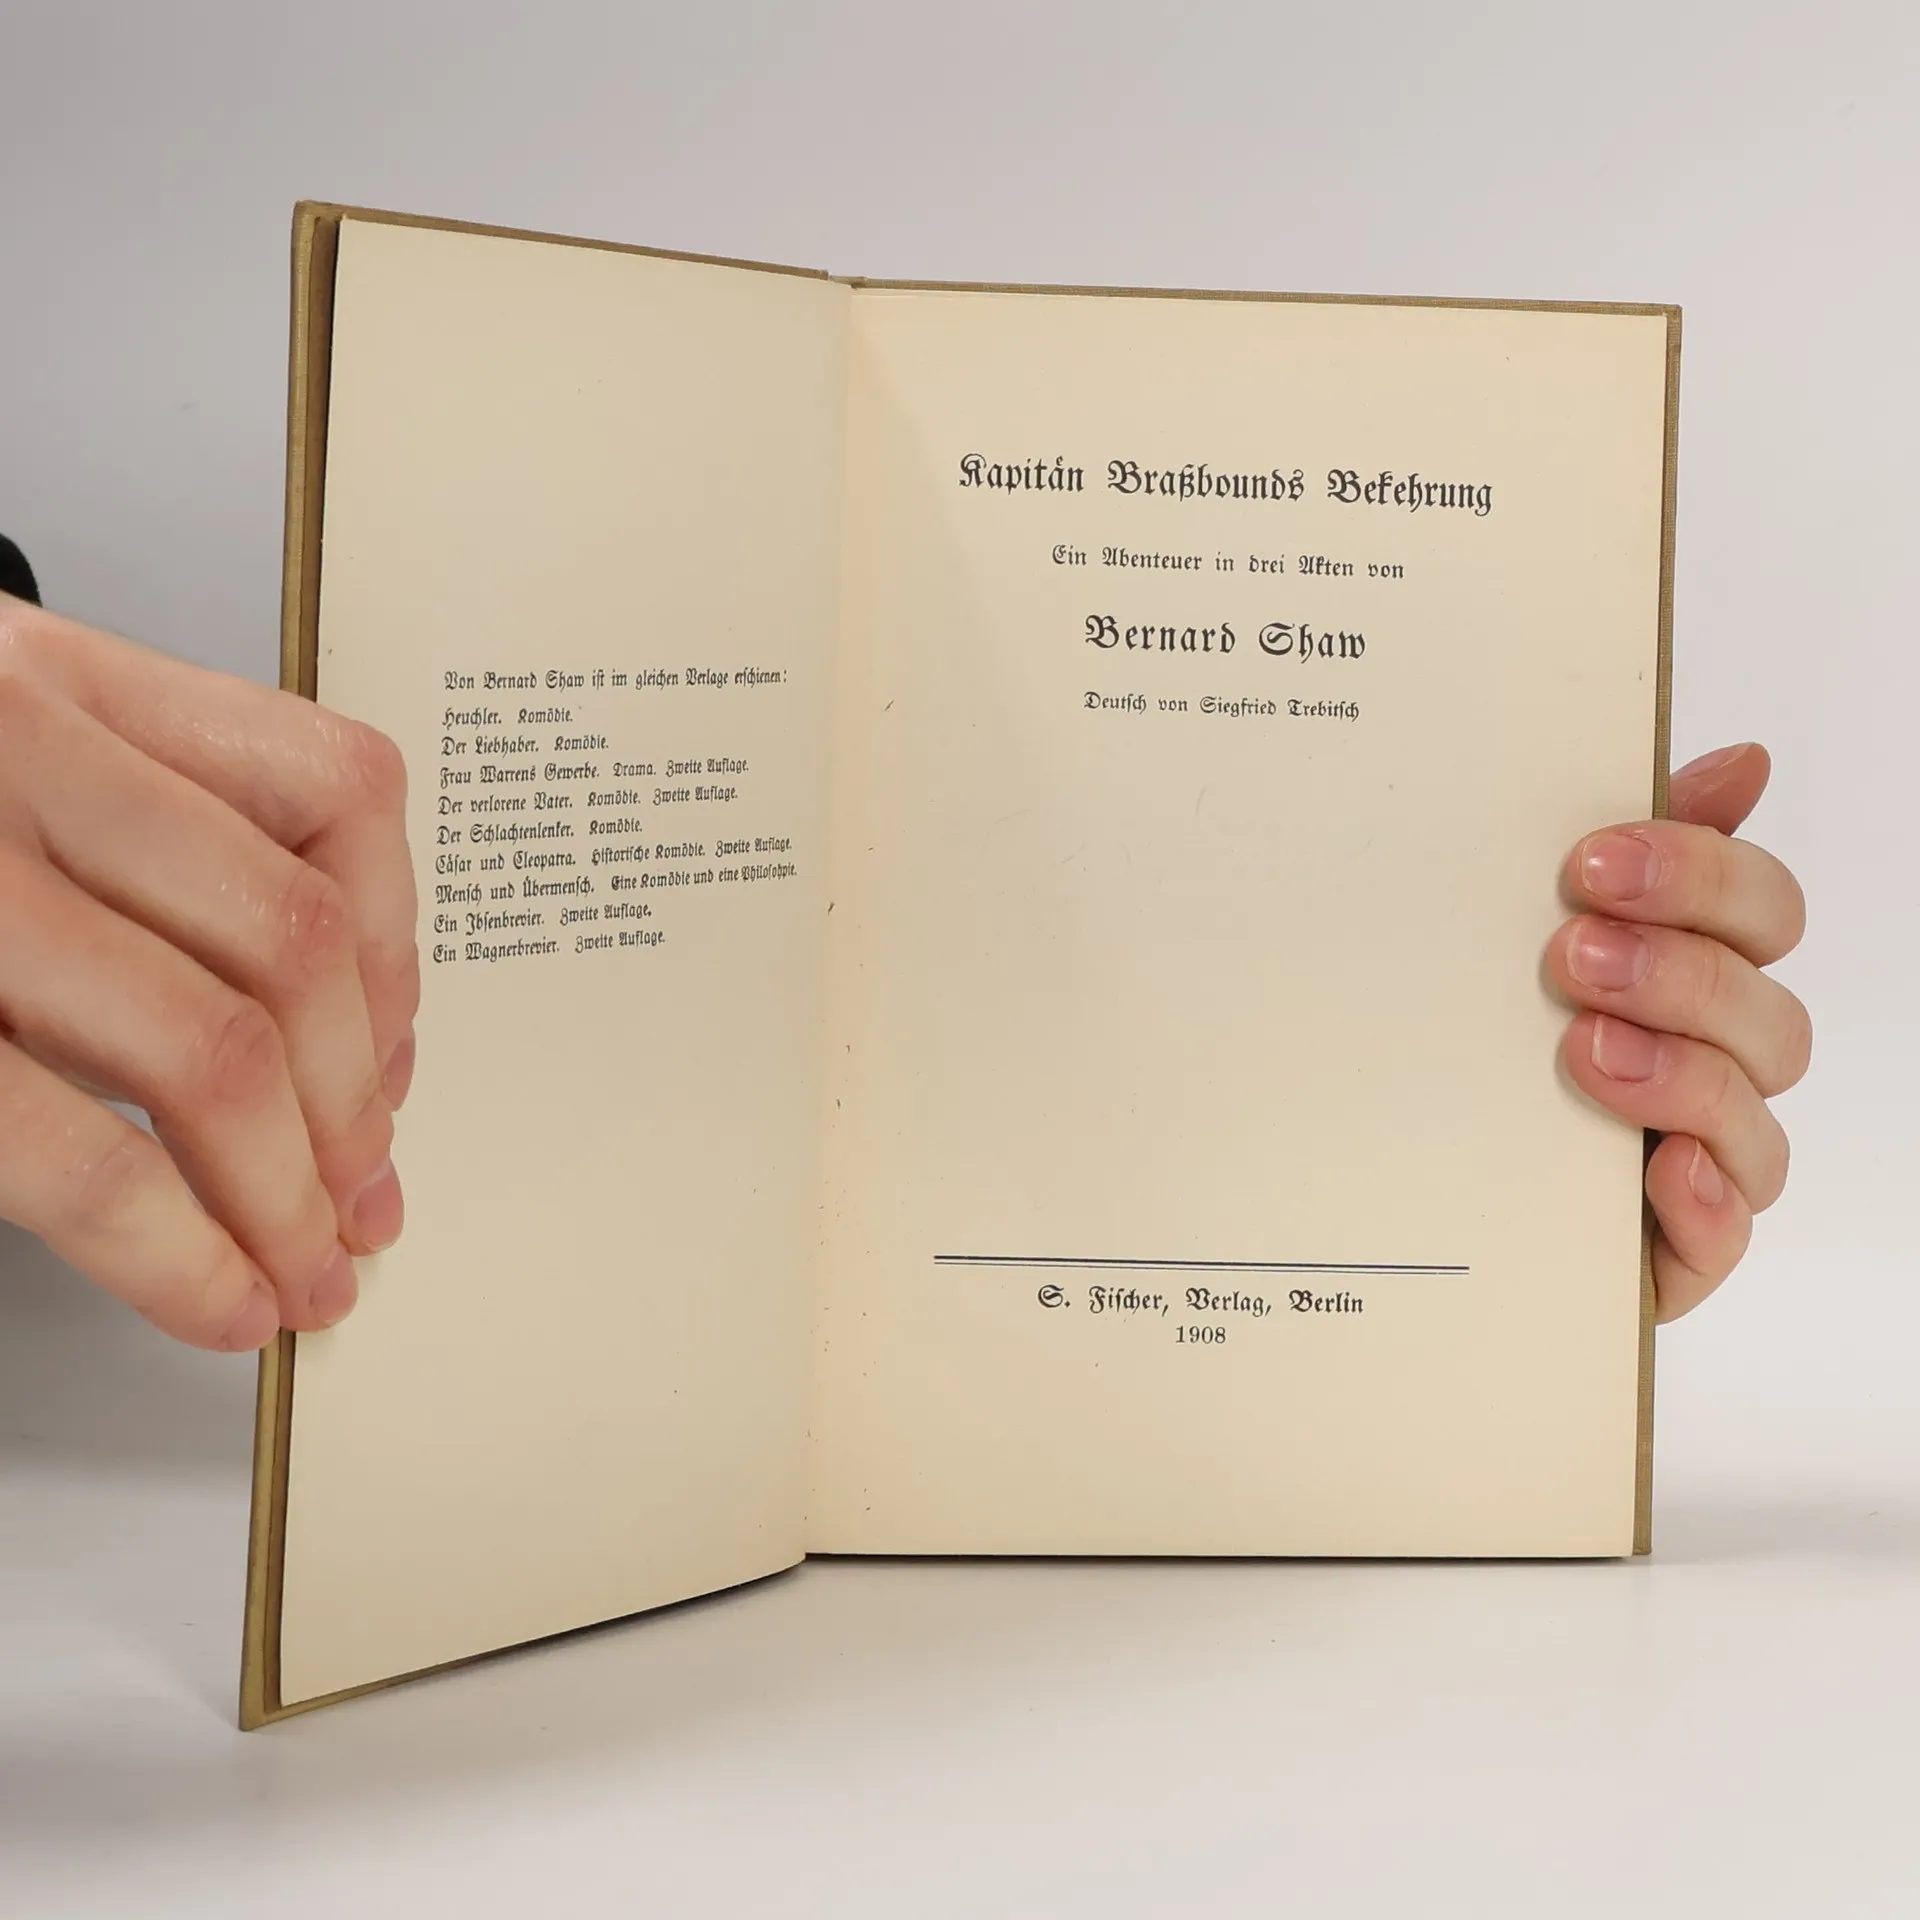 Von Bernard Shaw iſt im gleichen Verlage erſchienen:
Heuchler. Komödie.
Der Liebhaber. Komödie.
Frau Warrens Gewerbe. Drama. Zweite Auflage.
Der verlorene Vater. Komödie. Zweite Auflage.
Der Schlachtenlenker. Komödie.
Cäſar und Cleopatra. Hiſtoriſche Komödie. Zweite Auflage.
Menſch und Übermenſch. Eine Komödie und eine Philoſohpie.
Ein Ibſenbrevier. Zweite Auflage.
Ein Wagnerbrevier. Zweite Auflage.
Kapitän Braßbounds Bekehrung
Ein Abenteuer in drei Akten von
Bernard Shaw
Deutſch von Siegfried Trebitſch
S. Fiſcher, Verlag, Berlin
1908